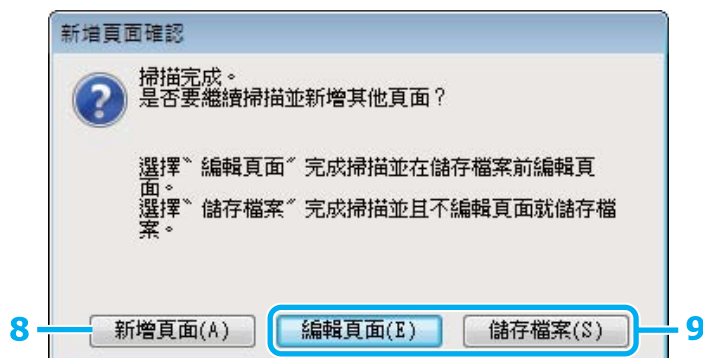 新增頁面確認
掃描完成。
是否要繼續掃描並新增其他頁面？
選擇〝編輯頁面〞完成掃描並在儲存檔案前編輯頁
面。
選擇〝儲存檔案〞完成掃描並且不編輯頁面就儲存檔
案。
8 新增頁面(A) 編輯頁面(E) 儲存檔案(S) 9